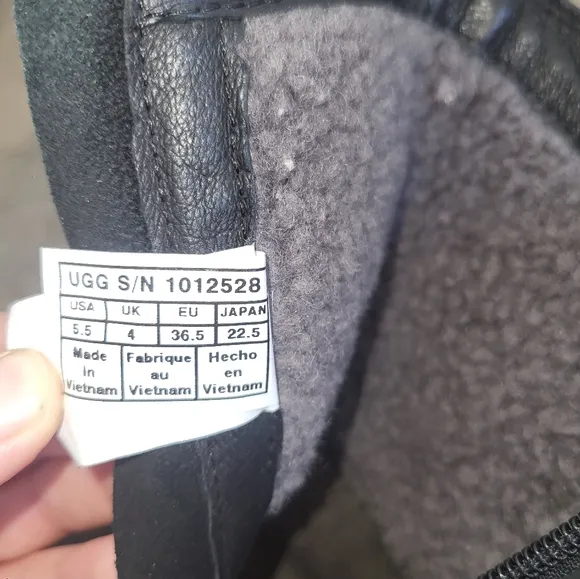 UGG S/N 1012528
USA UK EU JAPAN
5.5 4 36.5 22.5
Made Fabrique Hecho
in au en
Vietnam Vietnam Vietnam